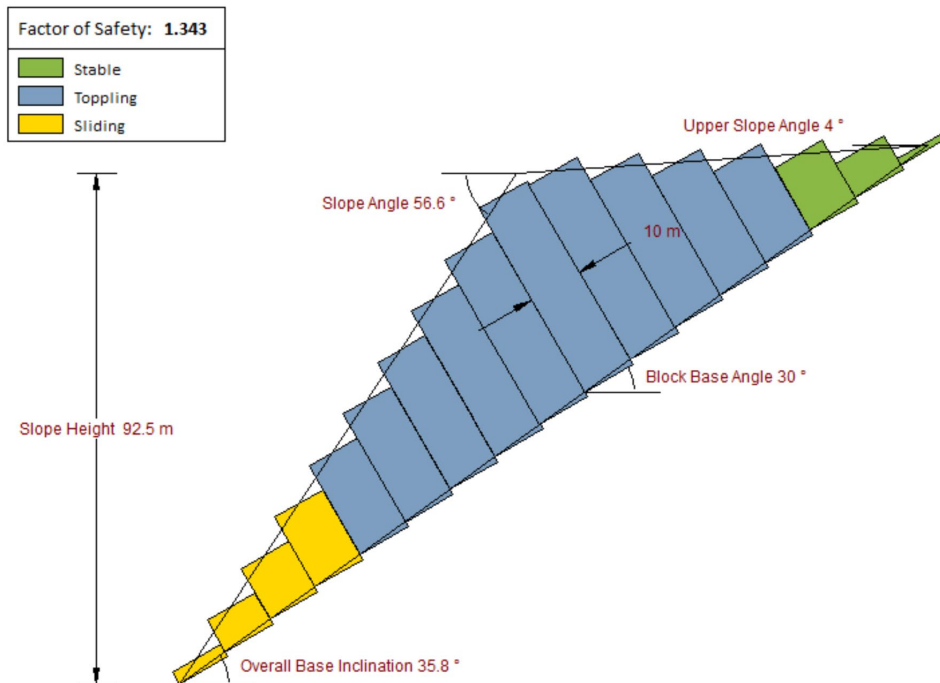 Factor of Safety: 1.343
Stable
Toppling
Sliding
Upper Slope Angle 4 °
Slope Angle 56.6 °
10 m
Block Base Angle 30 °
Slope Height 92.5 m
Overall Base Inclination 35.8 °